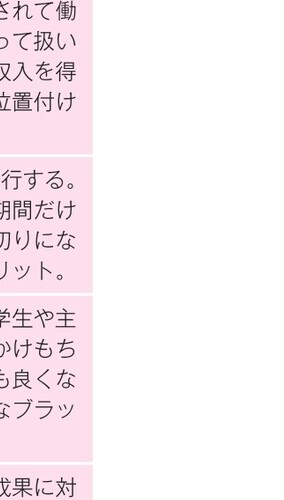 されて働
って扱い
収入を得
位置付け
行する。
期間だけ
切りにな
リット。
学生や主
かけもち
も良くな
なブラッ
成果に対